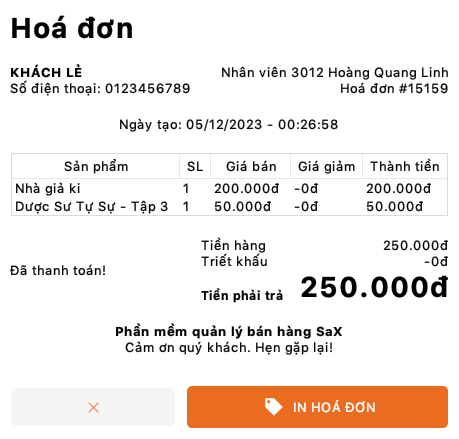 Hoá đơn
KHÁCH LẺ Nhân viên 3012 Hoàng Quang Linh
Số điện thoại: 0123456789 Hoá đơn #15159
Ngày tạo: 05/12/2023 - 00:26:58
Sản phẩm SL Giá bán Giá giảm Thành tiền
Nhà giả ki 1 200.000đ -0đ 200.000đ
Dược Sư Tự Sự - Tập 3 1 50.000đ -0đ 50.000đ
Tiền hàng 250.000đ
Triết khấu -0đ
Đã thanh toán!
Tiền phải trả 250.000đ
Phần mềm quản lý bán hàng SaX
Cảm ơn quý khách. Hẹn gặp lại!
IN HOÁ ĐƠN